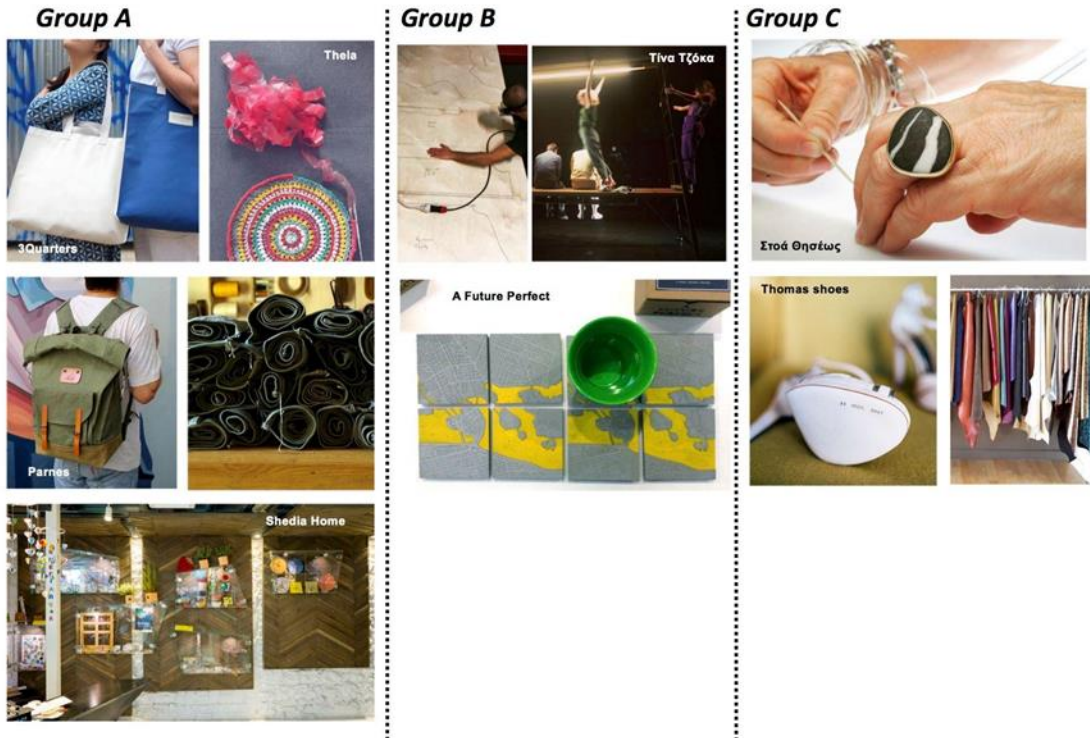 Group A
Group B
Group C
Thela
3Quarters
Τίνα Τζόκα
Στοά Θησέως
Parnes
A Future Perfect
Thomas shoes
Shedia Home